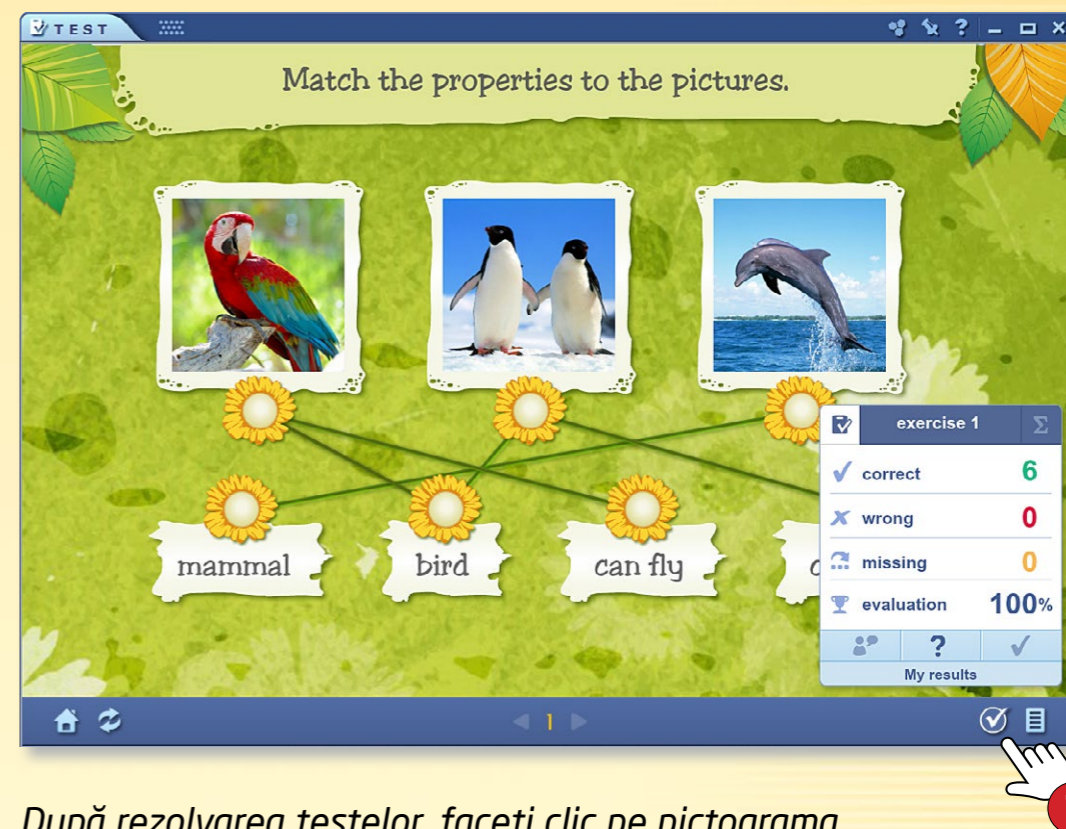 TEST
Match the properties to the pictures.
exercise 1
correct 6
wrong 0
missing 0
evaluation 100%
My results
mammal bird can fly
1
După rezolvarea testelor, faceți clic pe pictograma